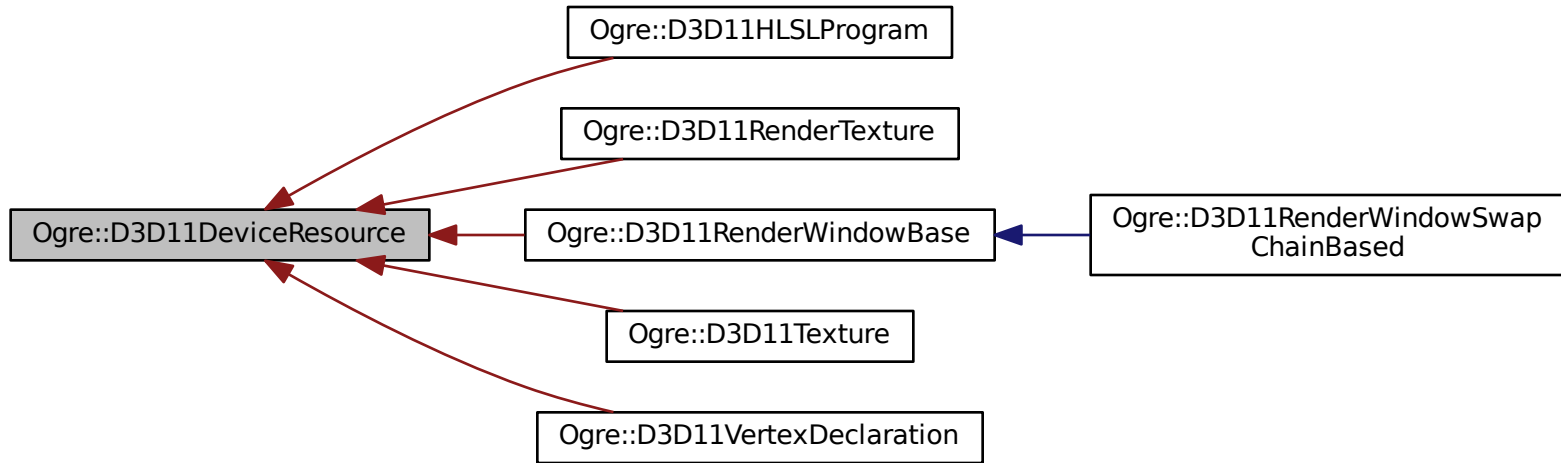 Ogre::D3D11HLSLProgram
Ogre::D3D11RenderTexture
Ogre::D3D11DeviceResource
Ogre::D3D11RenderWindowBase
Ogre::D3D11RenderWindowSwap
ChainBased
Ogre::D3D11Texture
Ogre::D3D11VertexDeclaration